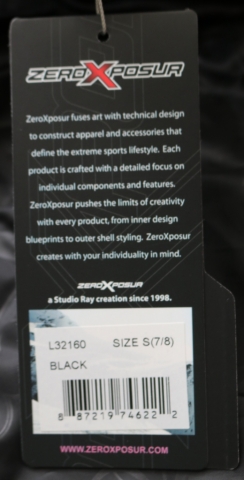 ZEROXPOSUR
ZeroXposur fuses art with technical design
to construct apparel and accessories that
define the extreme sports lifestyle. Each
product is crafted with a detailed focus on
individual components and features.
ZeroXposur pushes the limits of creativity
with every product, from inner design
blueprints to outer shell styling. ZeroXposur
creates with your individuality in mind.
ZEROXPOSUR
a Studio Ray creation since 1998.
L32160 SIZE S(7/8)
BLACK
8 87219 74622 2
WWW.ZEROXPOSUR.COM